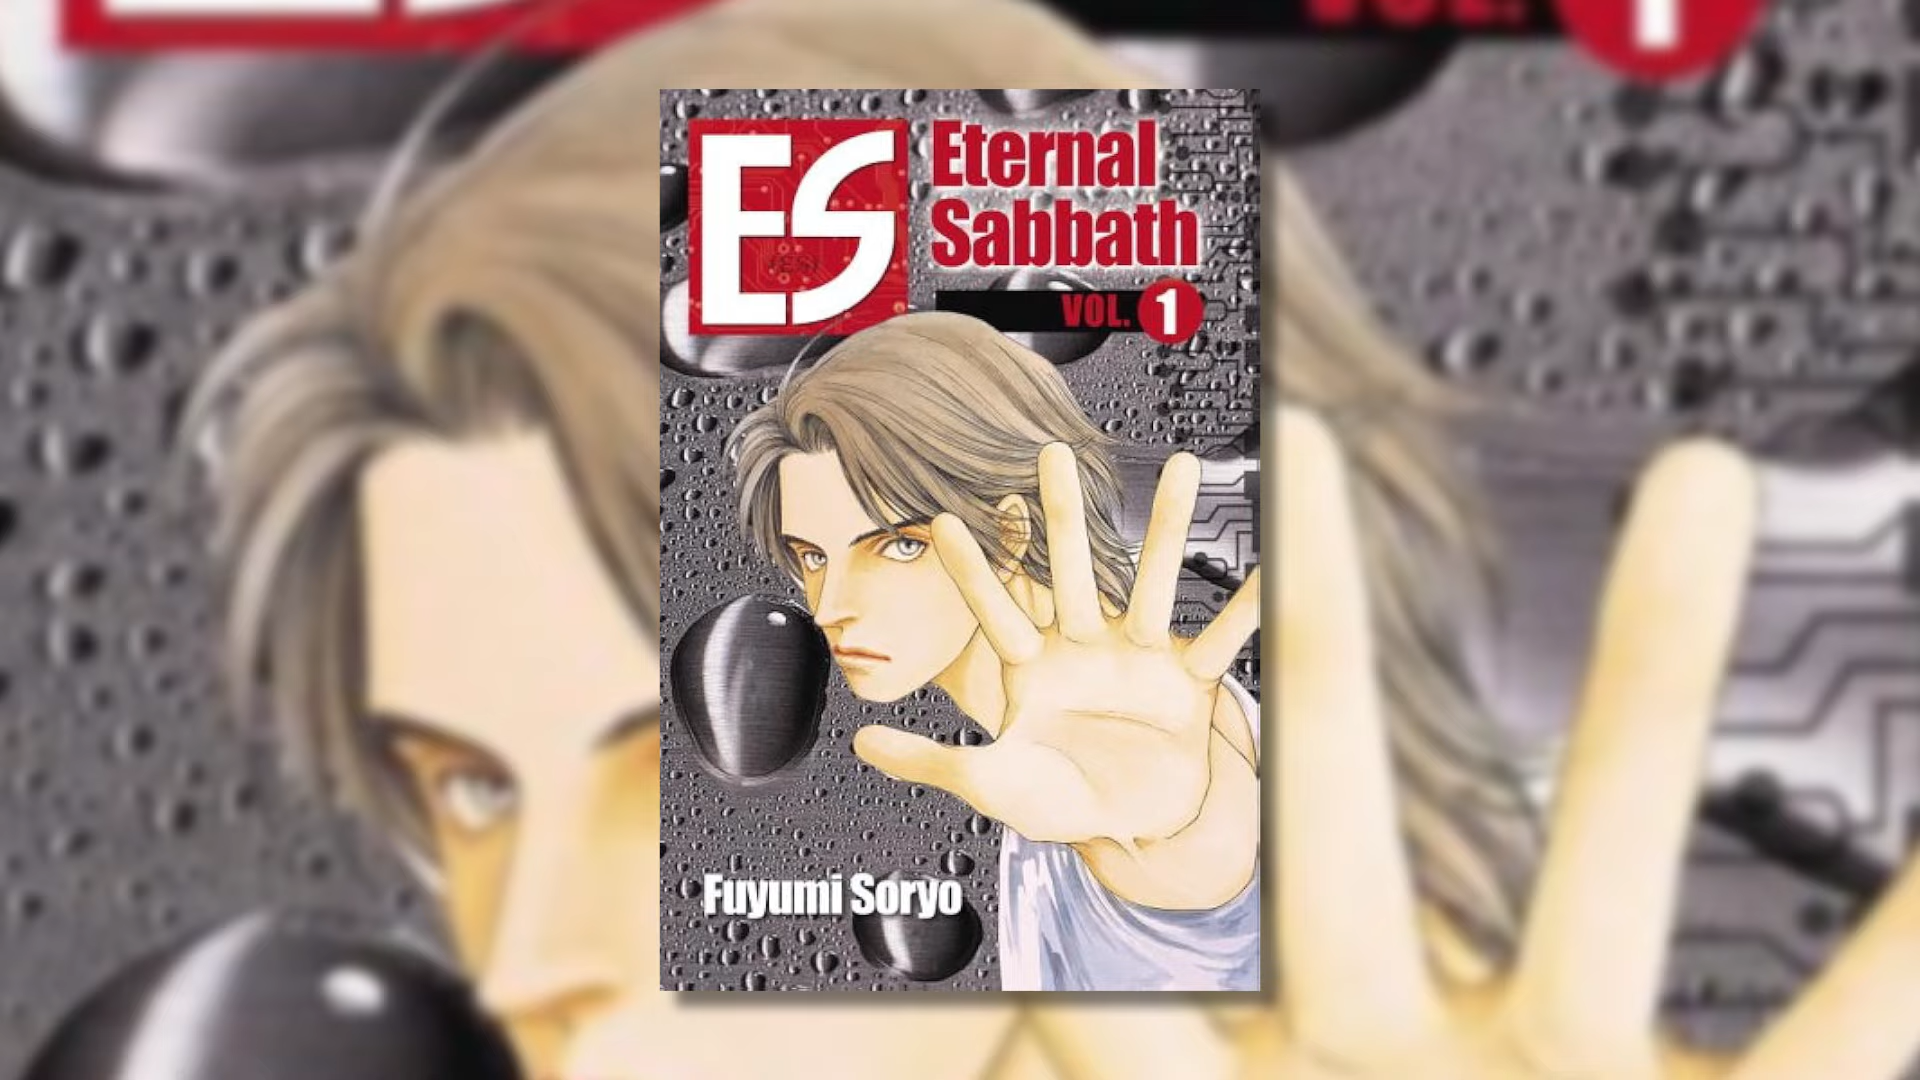 ES
Eternal
Sabbath
VOL. 1
Fuyumi Soryo